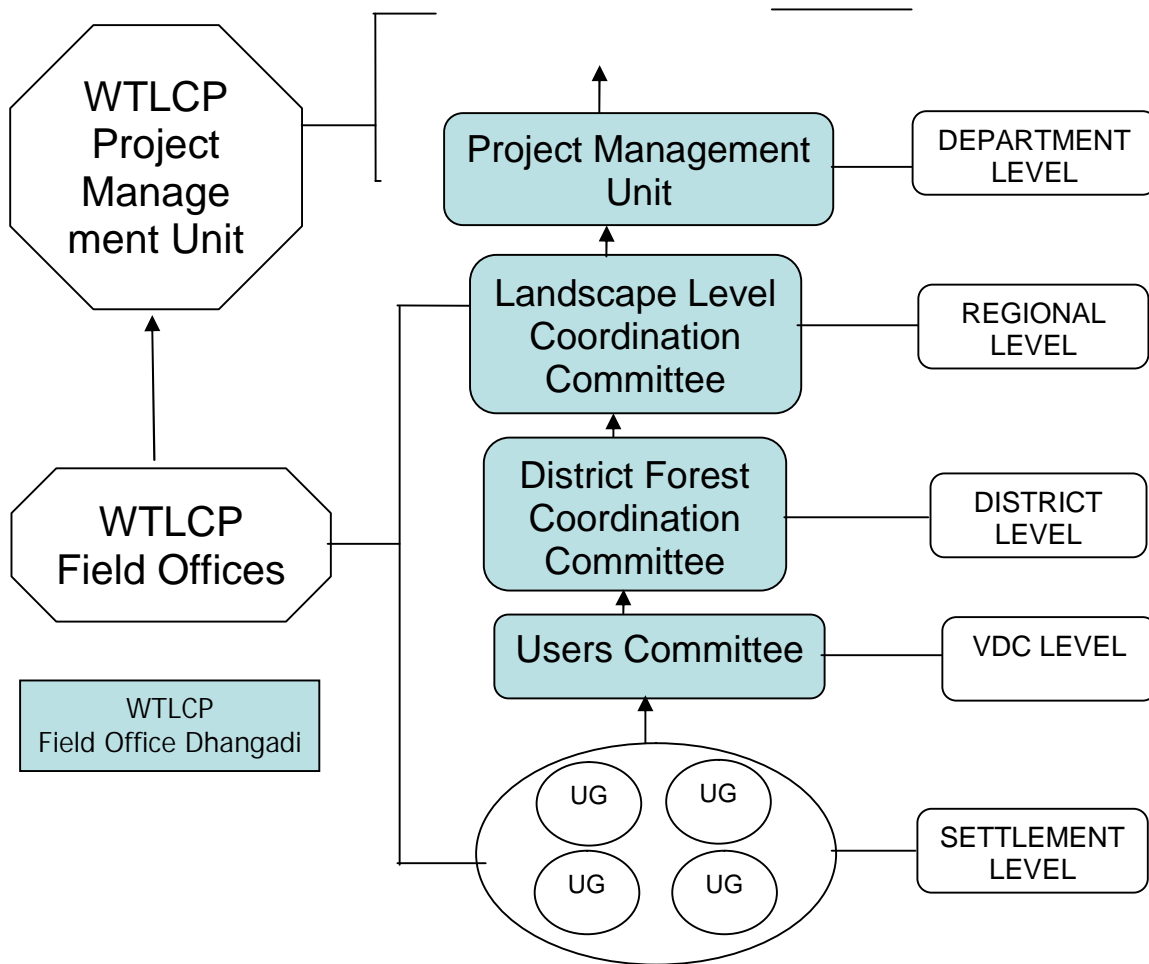 WTLCP
Project
Manage
ment Unit
Project Management
Unit
DEPARTMENT
LEVEL
Landscape Level
Coordination
Committee
REGIONAL
LEVEL
WTLCP
Field Offices
District Forest
Coordination
Committee
DISTRICT
LEVEL
Users Committee
VDC LEVEL
WTLCP
Field Office Dhangadi
UG
UG
UG
UG
SETTLEMENT
LEVEL